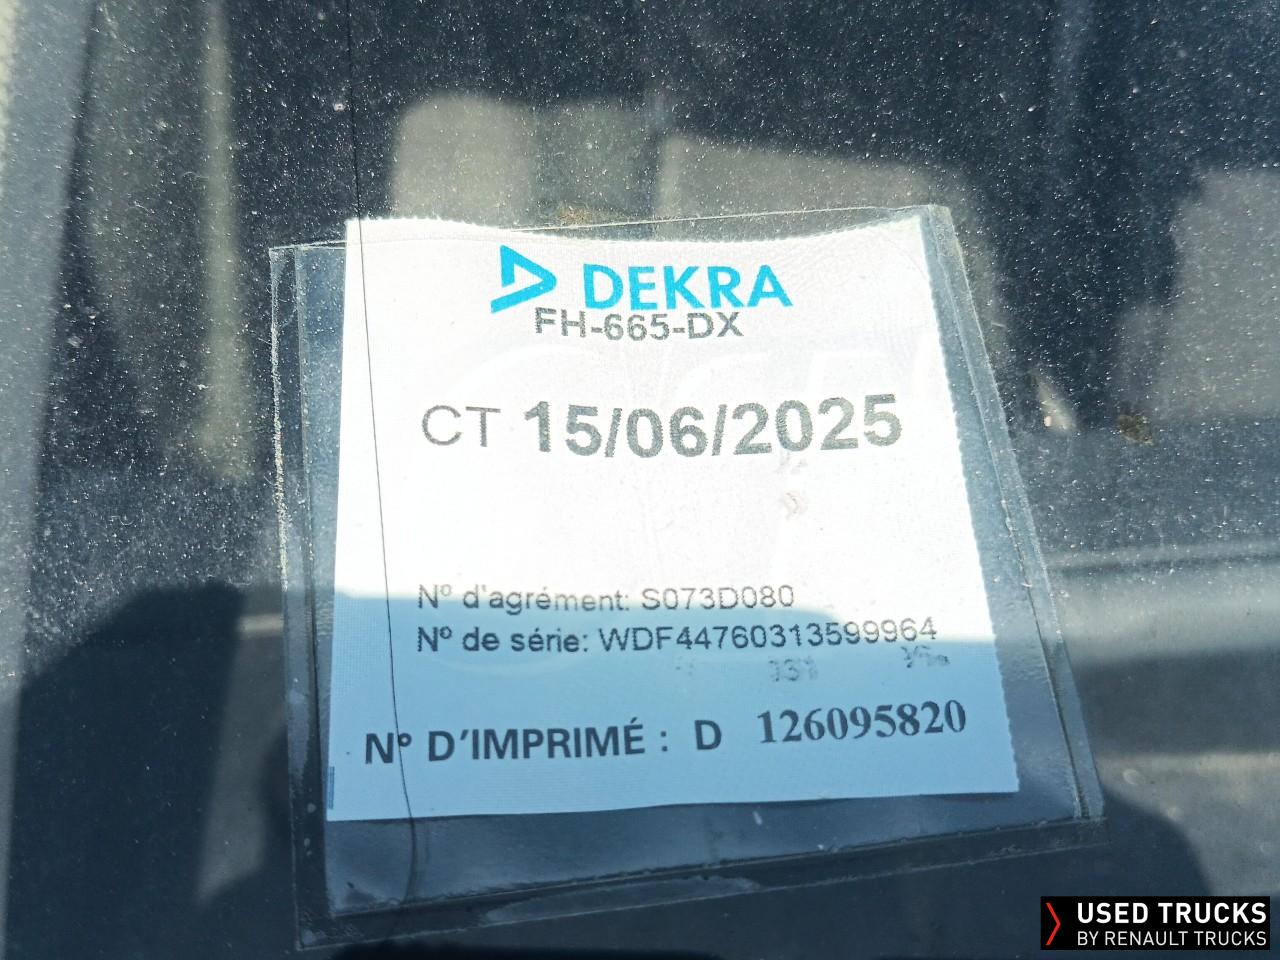 DEKRA
FH-665-DX
CT 15/06/2025
N° d'agrément: S073D080
N° de série: WDF44760313599964
N° D'IMPRIMÉ : D 126095820
USED TRUCKS
BY RENAULT TRUCKS